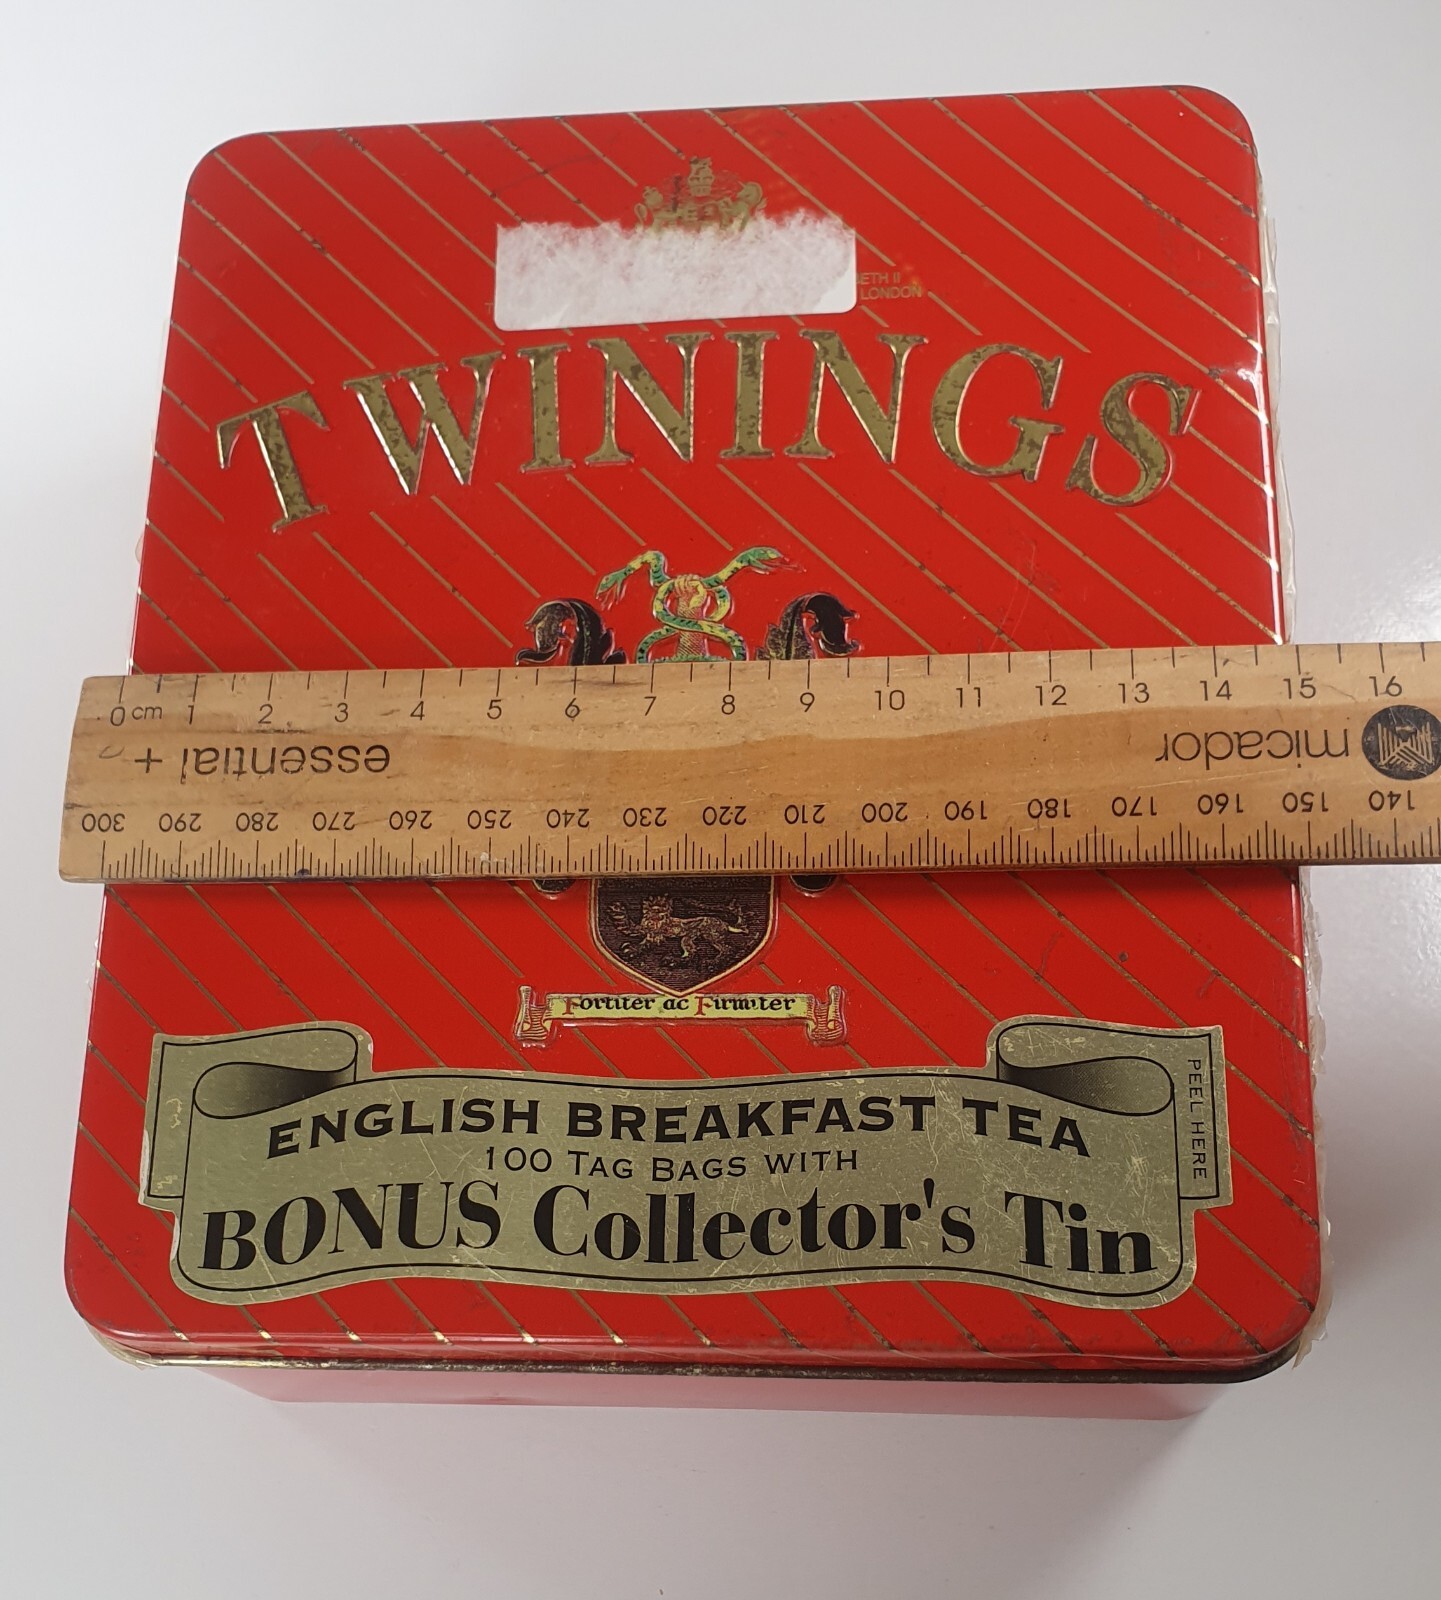 BETH II
LONDON
TWININGS
0 cm 1 2 3 4 5 6 7 8 9 10 11 12 13 14 15 16
essential +
micador
300 290 280 270 260 250 240 230 220 210 200 190 180 170 160 150 140
Fortiter ac Firmiter
PEEL HERE
ENGLISH BREAKFAST TEA
100 TAG BAGS WITH
BONUS Collector's Tin